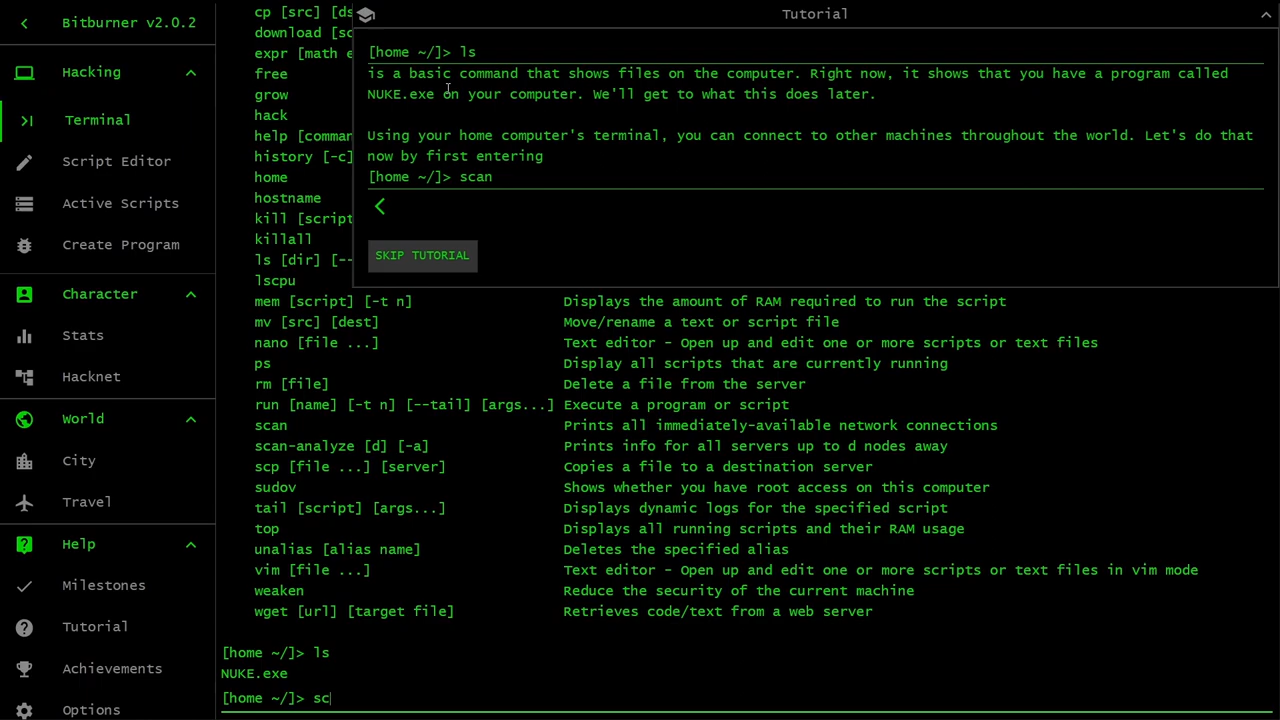 Bitburner v2.0.2
Hacking
Terminal
Script Editor
Active Scripts
Create Program
Character
Stats
Hacknet
World
City
Travel
Help
Milestones
Tutorial
Achievements
Options
Tutorial
[home ~/]> ls
is a basic command that shows files on the computer. Right now, it shows that you have a program called
NUKE.exe on your computer. We'll get to what this does later.
Using your home computer's terminal, you can connect to other machines throughout the world. Let's do that
now by first entering
[home ~/]> scan
SKIP TUTORIAL
cp [src] [ds
download [sc
expr [math e
free
grow
hack
help [comman
history [-c]
home
hostname
kill [script
killall
ls [dir] [--
lscpu
mem [script] [-t n] Displays the amount of RAM required to run the script
mv [src] [dest] Move/rename a text or script file
nano [file ...] Text editor - Open up and edit one or more scripts or text files
ps Display all scripts that are currently running
rm [file] Delete a file from the server
run [name] [-t n] [--tail] [args...] Execute a program or script
scan Prints all immediately-available network connections
scan-analyze [d] [-a] Prints info for all servers up to d nodes away
scp [file ...] [server] Copies a file to a destination server
sudov Shows whether you have root access on this computer
tail [script] [args...] Displays dynamic logs for the specified script
top Displays all running scripts and their RAM usage
unalias [alias name] Deletes the specified alias
vim [file ...] Text editor - Open up and edit one or more scripts or text files in vim mode
weaken Reduce the security of the current machine
wget [url] [target file] Retrieves code/text from a web server
[home ~/]> ls
NUKE.exe
[home ~/]> sc